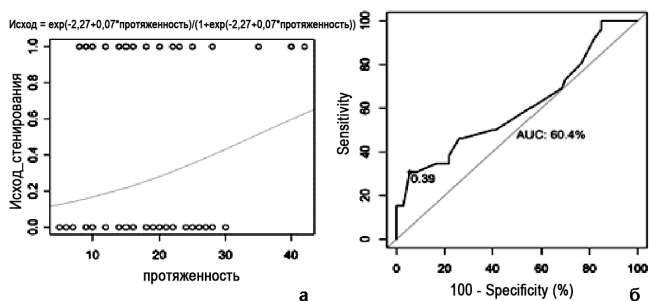 Исход = exp(-2,27+0,07*протяженность)/(1+exp(-2,27+0,07*протяженность))
Исход_стенирования
1.0
0.8
0.6
0.4
0.2
0.0
10
20
30
40
протяженность
а
Sensitivity
100
80
60
40
20
0
AUC: 60.4%
0.39
0
20
40
60
80
100
100 - Specificity (%)
б